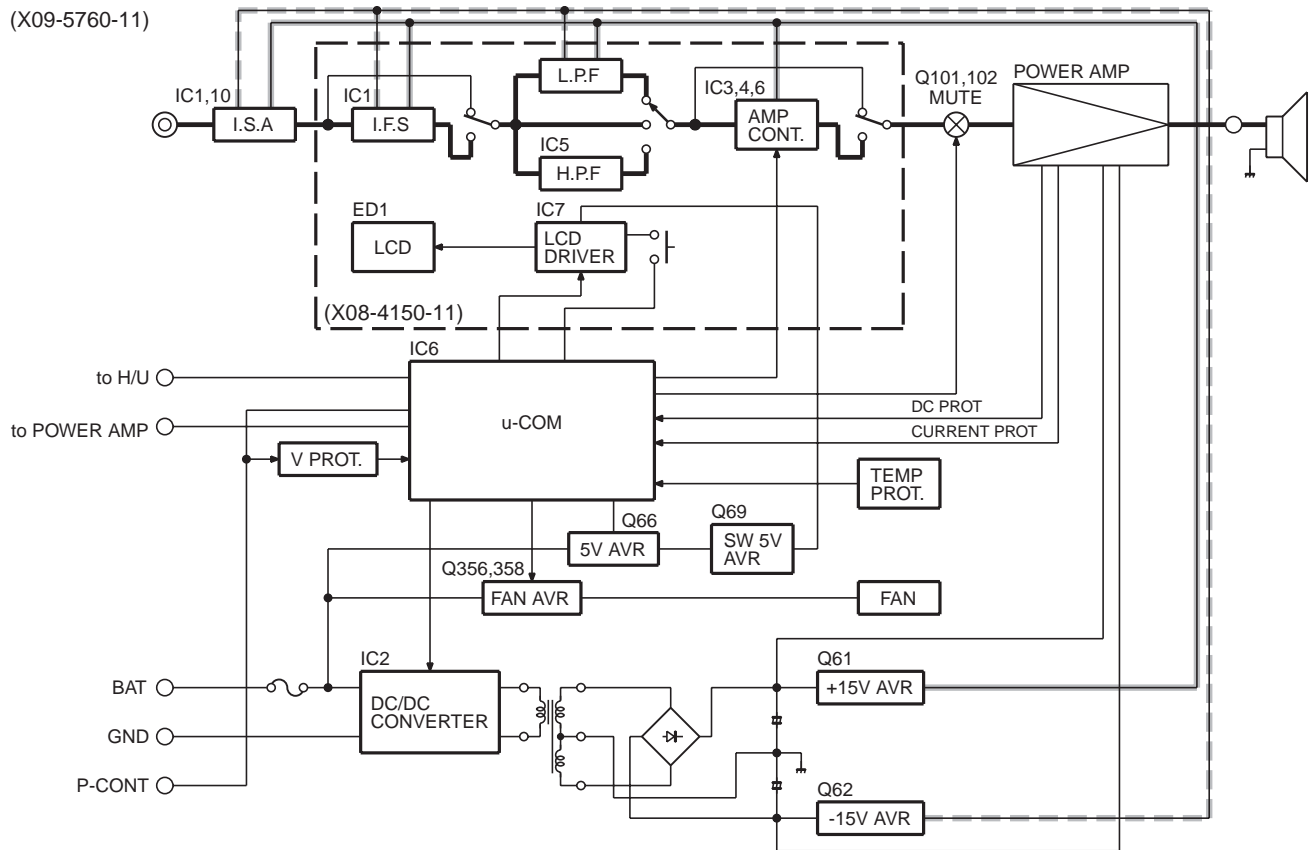 (X09-5760-11)
IC1,10
I.S.A
IC1
I.F.S
L.P.F
IC5
H.P.F
IC3,4,6
AMP
CONT.
Q101,102
MUTE
POWER AMP
ED1
LCD
IC7
LCD
DRIVER
(X08-4150-11)
IC6
u-COM
to H/U
to POWER AMP
V PROT.
DC PROT
CURRENT PROT
TEMP
PROT.
Q66
5V AVR
Q69
SW 5V
AVR
Q356,358
FAN AVR
FAN
BAT
GND
P-CONT
IC2
DC/DC
CONVERTER
Q61
+15V AVR
Q62
-15V AVR